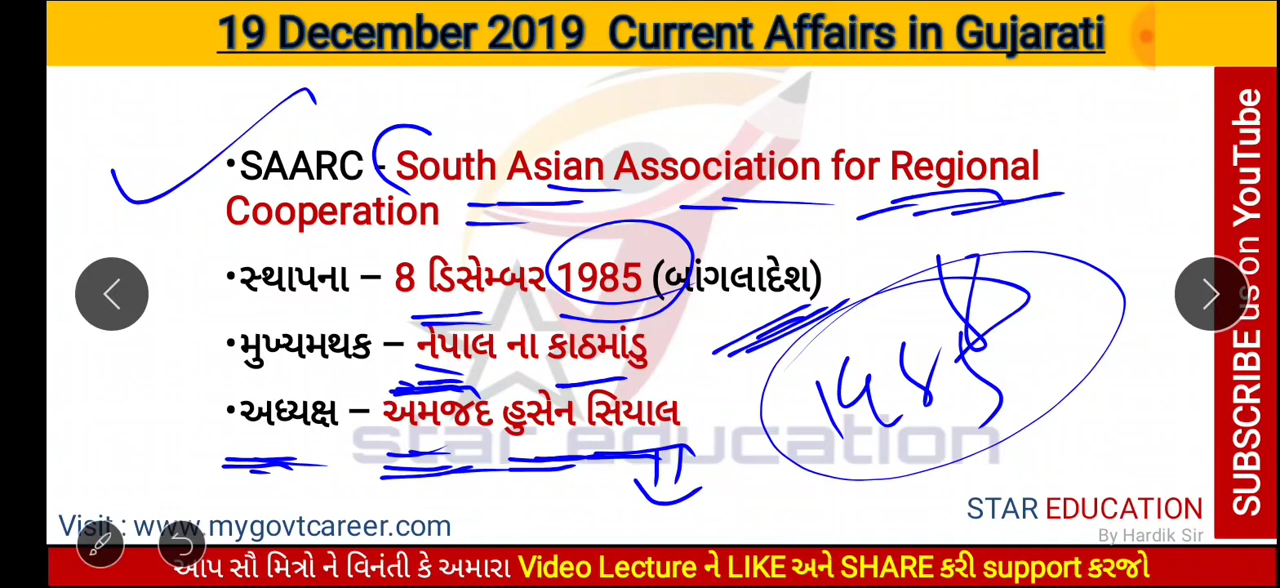 19 December 2019 Current Affairs in Gujarati
•SAARC - South Asian Association for Regional
Cooperation
•સ્થાપના – 8 ડિસેમ્બર 1985 (બાંગલાદેશ)
•મુખ્યમથક – નેપાલ ના કાઠમાંડુ
•અધ્યક્ષ – અમજદ હુસેન સિયાલ
star education
STAR EDUCATION
By Hardik Sir
Visit : www.mygovtcareer.com
આપ સૌ મિત્રો ને વિનંતી કે અમારા Video Lecture ને LIKE અને SHARE કરી support કરજો
SUBSCRIBE us on YouTube